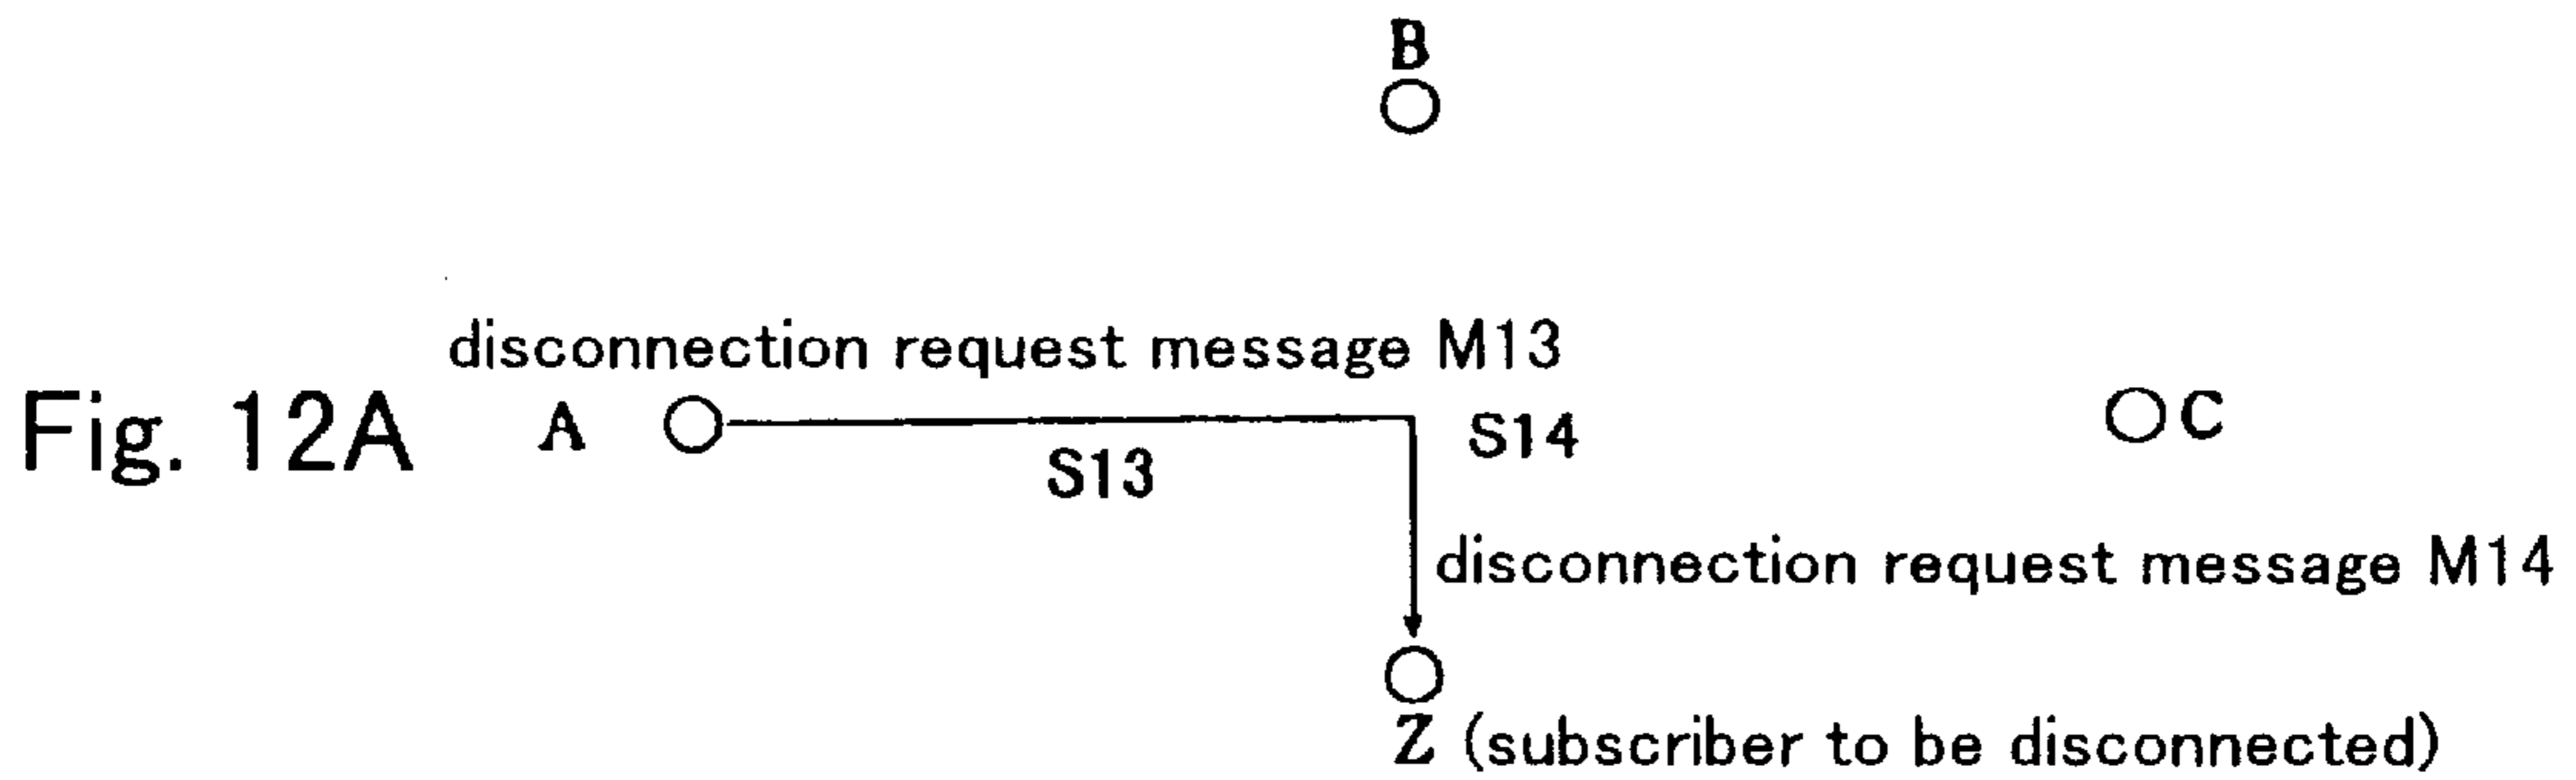 B
disconnection request message M13
Fig. 12A
A
S13
S14
C
disconnection request message M14
Z (subscriber to be disconnected)